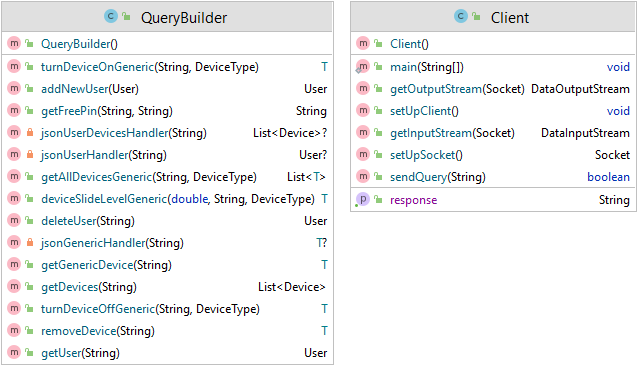 QueryBuilder
QueryBuilder()
turnDeviceOnGeneric(String, DeviceType) T
addNewUser(User) User
getFreePin(String, String) String
jsonUserDevicesHandler(String) List<Device>?
jsonUserHandler(String) User?
getAllDevicesGeneric(String, DeviceType) List<T>
deviceSlideLevelGeneric(double, String, DeviceType) T
deleteUser(String) User
jsonGenericHandler(String) T?
getGenericDevice(String) T
getDevices(String) List<Device>
turnDeviceOffGeneric(String, DeviceType) T
removeDevice(String) T
getUser(String) User
Client
Client()
main(String[]) void
getOutputStream(Socket) DataOutputStream
setUpClient() void
getInputStream(Socket) DataInputStream
setUpSocket() Socket
sendQuery(String) boolean
response String